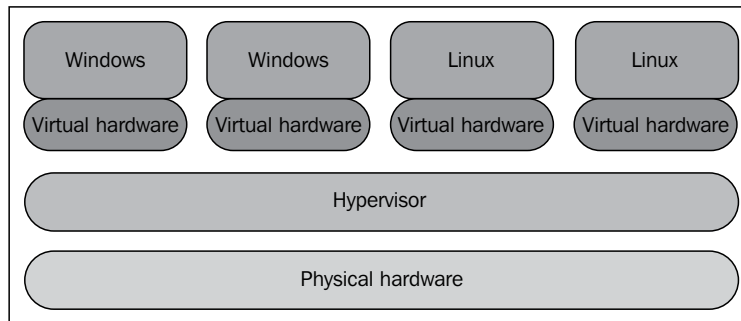 Windows
Windows
Linux
Linux
Virtual hardware
Virtual hardware
Virtual hardware
Virtual hardware
Hypervisor
Physical hardware